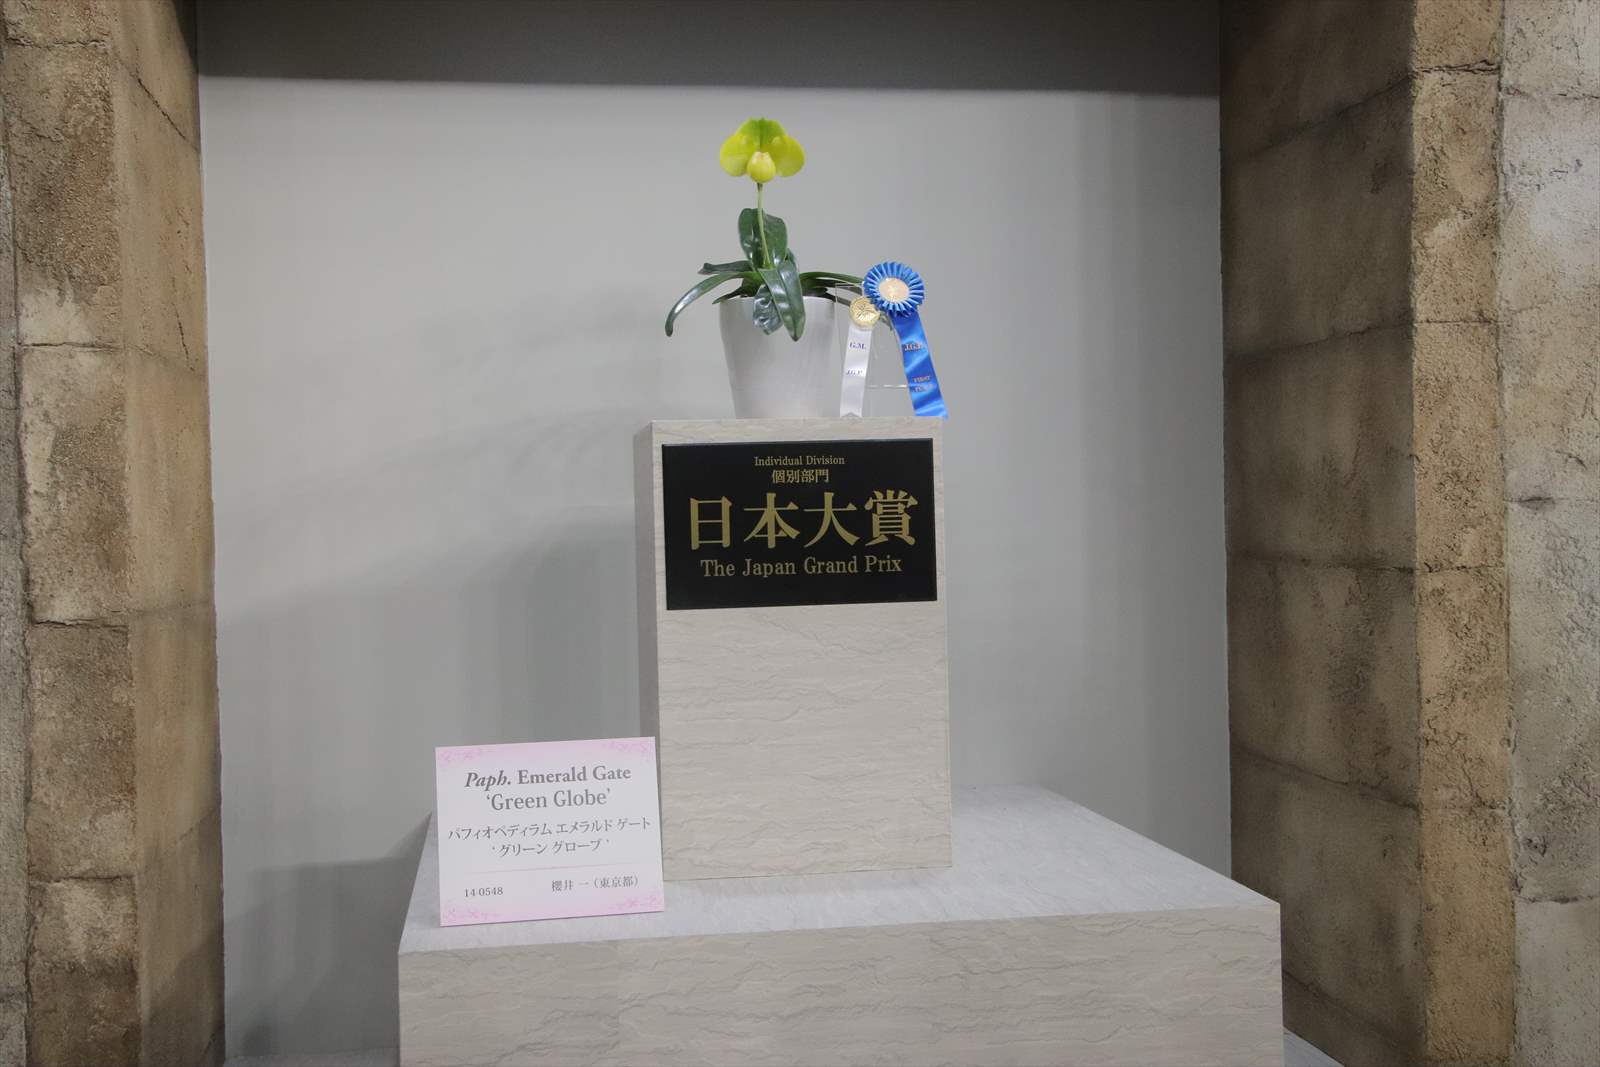 G.M.
J.G.P.
J.G.P.
FIRST
Individual Division
個別部門
日本大賞
The Japan Grand Prix
Paph. Emerald Gate
‘Green Globe’
パフィオペディラム エメラルド ゲート
‘グリーン グローブ’
14-0548 櫻井 一（東京都）